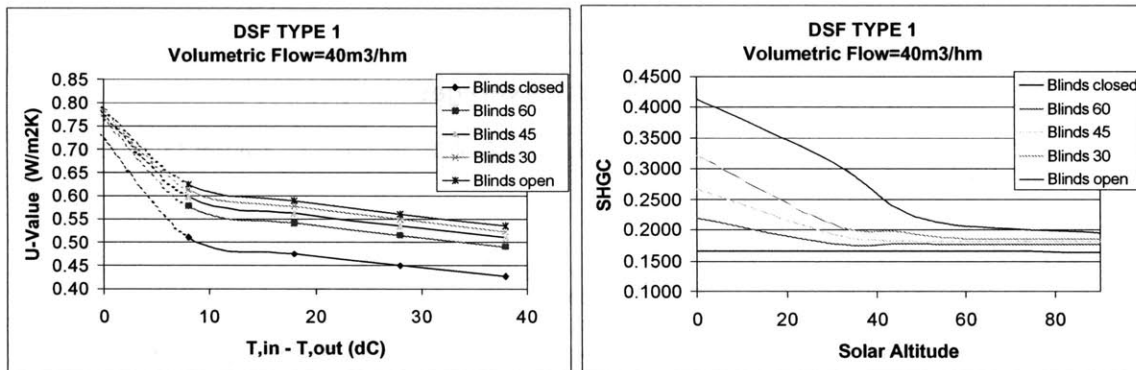 DSF TYPE 1
Volumetric Flow=40m3/hm
U-Value (W/m2K)
0.85
0.80
0.75
0.70
0.65
0.60
0.55
0.50
0.45
0.40
0 10 20 30 40
T,in - T,out (dC)
Blinds closed
Blinds 60
Blinds 45
Blinds 30
Blinds open
DSF TYPE 1
Volumetric Flow=40m3/hm
SHGC
0.4500
0.4000
0.3500
0.3000
0.2500
0.2000
0.1500
0.1000
0 20 40 60 80
Solar Altitude
Blinds closed
Blinds 60
Blinds 45
Blinds 30
Blinds open